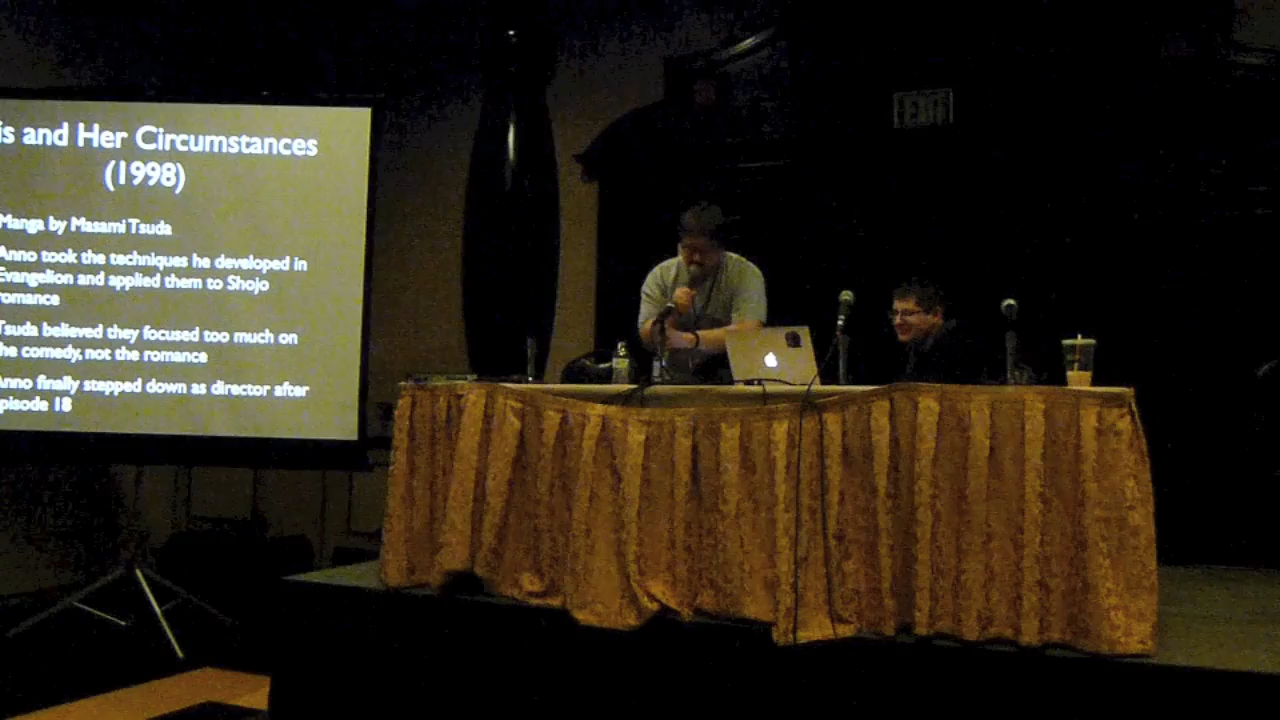 is and Her Circumstances
(1998)
Manga by Masami Tsuda
Anno took the techniques he developed in
Evangelion and applied them to Shojo
romance
Tsuda believed they focused too much on
he comedy, not the romance
Anno finally stepped down as director after
pisode 18
EXIT